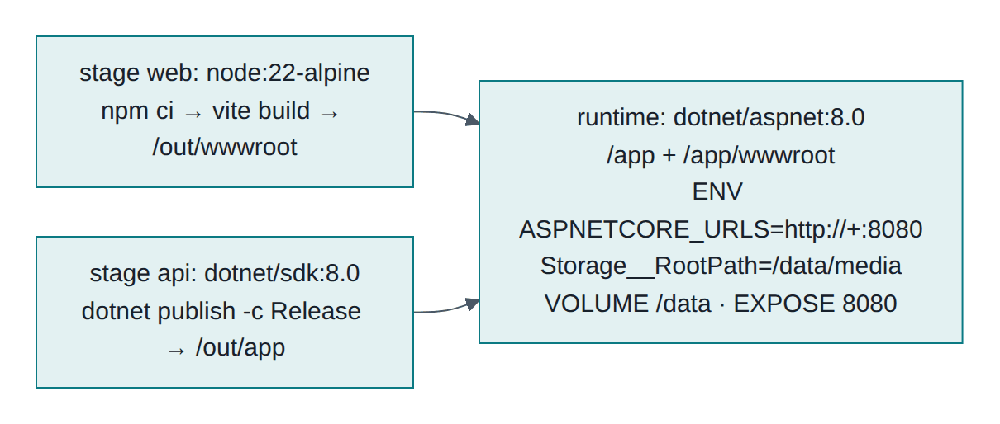 stage web: node:22-alpine
npm ci → vite build →
/out/wwwroot
stage api: dotnet/sdk:8.0
dotnet publish -c Release
→ /out/app
runtime: dotnet/aspnet:8.0
/app + /app/wwwroot
ENV
ASPNETCORE_URLS=http://+:8080
Storage__RootPath=/data/media
VOLUME /data · EXPOSE 8080